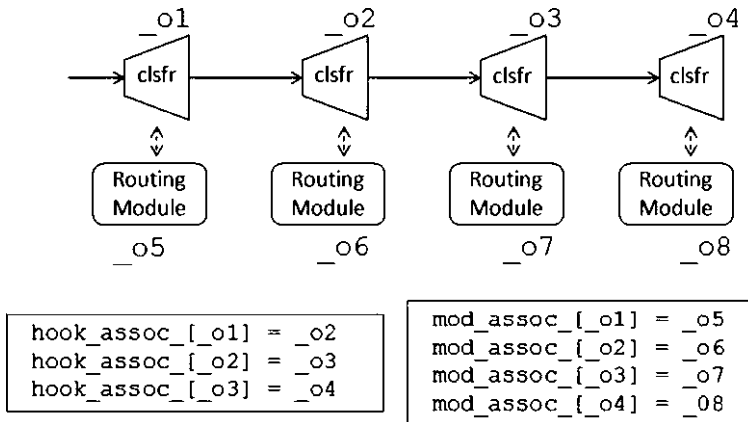 _o1 _o2 _o3 _o4
clsfr clsfr clsfr clsfr
Routing Routing Routing Routing
Module Module Module Module
_o5 _o6 _o7 _o8
hook_assoc_[_o1] = _o2
hook_assoc_[_o2] = _o3
hook_assoc_[_o3] = _o4
mod_assoc_[_o1] = _o5
mod_assoc_[_o2] = _o6
mod_assoc_[_o3] = _o7
mod_assoc_[_o4] = _08